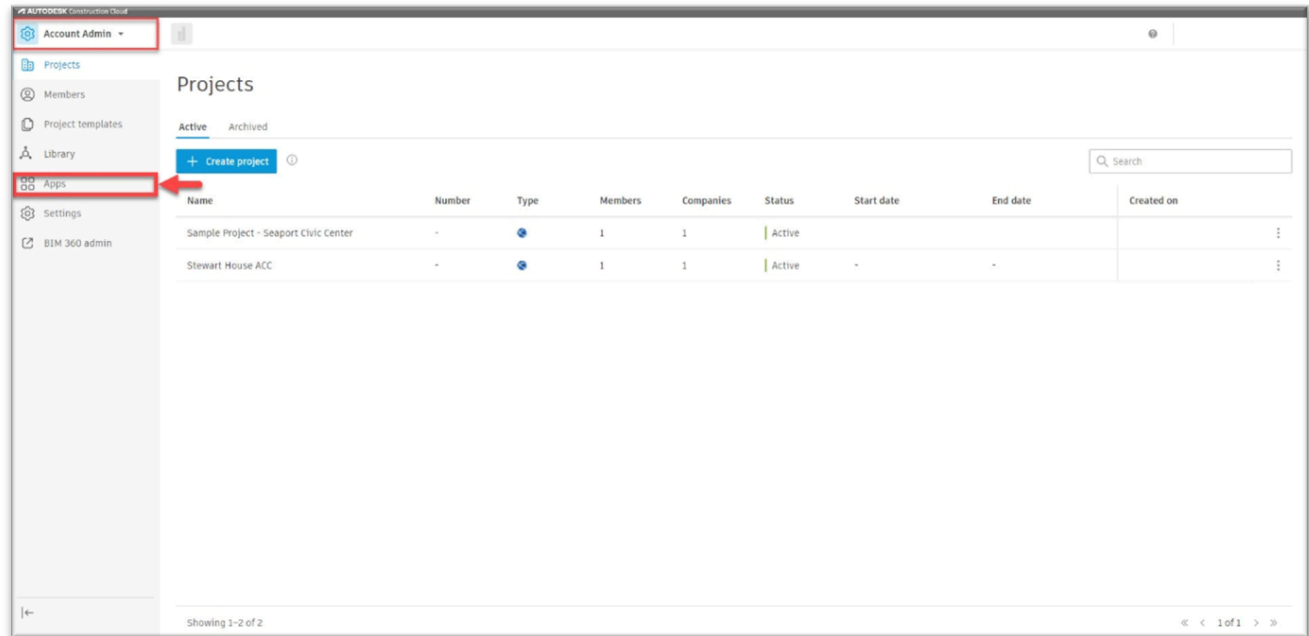 AUTODESK Construction Cloud
Account Admin
Projects
Members
Project templates
Library
Apps
Settings
BIM 360 admin
Projects
Active Archived
+ Create project
Search
Name Number Type Members Companies Status Start date End date Created on
Sample Project - Seaport Civic Center - 1 1 Active
Stewart House ACC - 1 1 Active - -
Showing 1-2 of 2
1 of 1